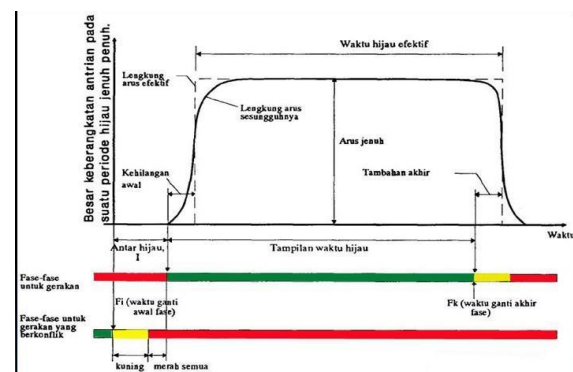 Besar keberangkatan antrian pada
suatu periode hijau jenuh penuh.
Waktu hijau efektif
Lengkung
arus efektif
Lengkung arus
sesungguhnya
Arus jenuh
Kehilangan
awal
Tambahan akhir
Waktu
Antar hijau,
I
Tampilan waktu hijau
Fase-fase
untuk gerakan
Fi (waktu ganti
awal fase)
Fk (waktu ganti akhir
fase)
Fase-fase untuk
gerakan yang
berkonflik
kuning
merah semua